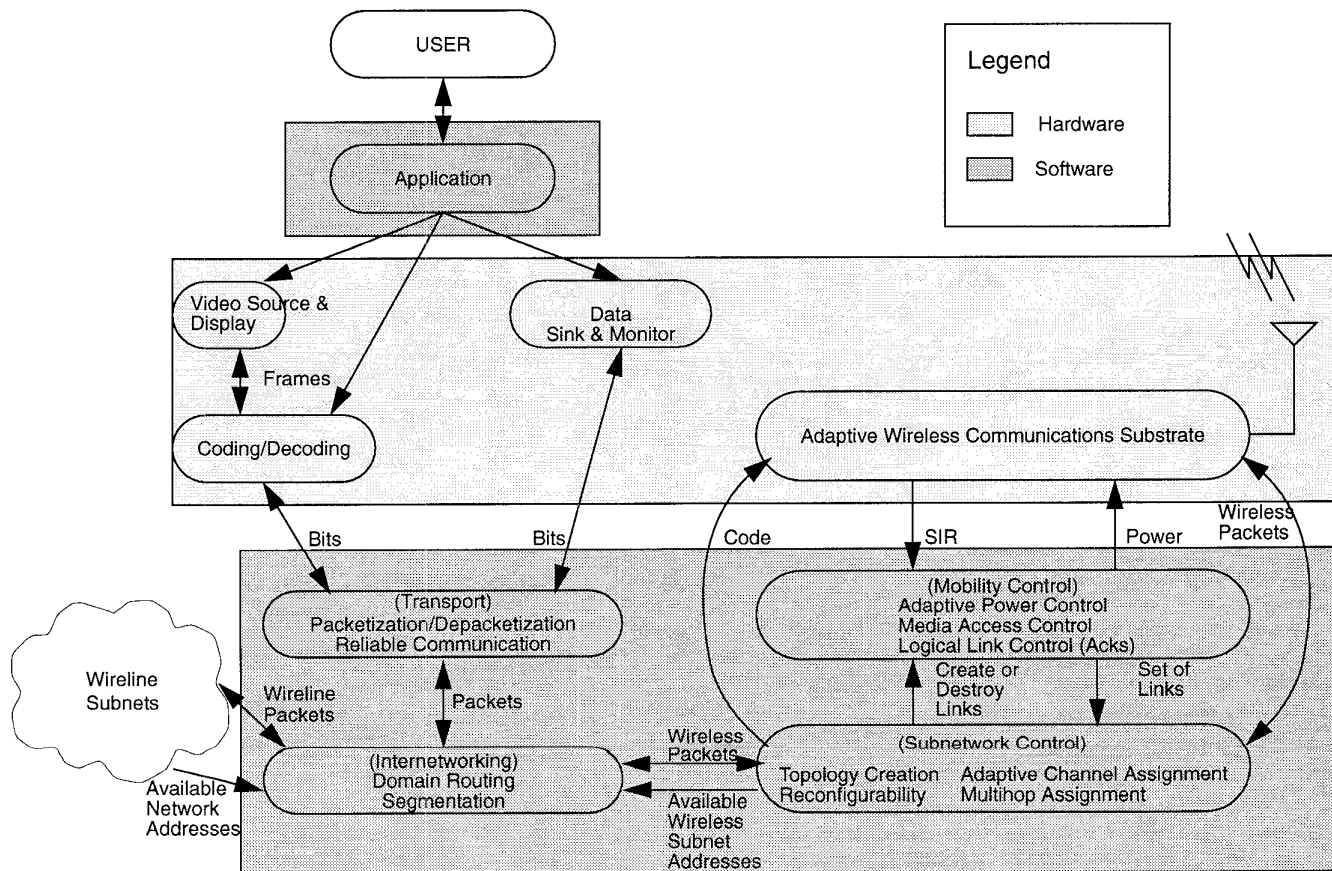 USER
Legend
Hardware
Software
Application
Video Source &
Display
Data
Sink & Monitor
Frames
Coding/Decoding
Adaptive Wireless Communications Substrate
Bits
Bits
Code
SIR
Power
Wireless
Packets
(Transport)
Packetization/Depacketization
Reliable Communication
(Mobility Control)
Adaptive Power Control
Media Access Control
Logical Link Control (Acks)
Wireline
Subnets
Wireline
Packets
Packets
Create or
Destroy
Links
Set of
Links
(Internetworking)
Domain Routing
Segmentation
Wireless
Packets
(Subnetwork Control)
Topology Creation
Reconfigurability
Adaptive Channel Assignment
Multihop Assignment
Available
Network
Addresses
Available
Wireless
Subnet
Addresses